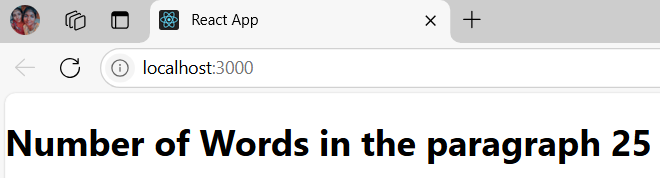 React App
localhost:3000
Number of Words in the paragraph 25